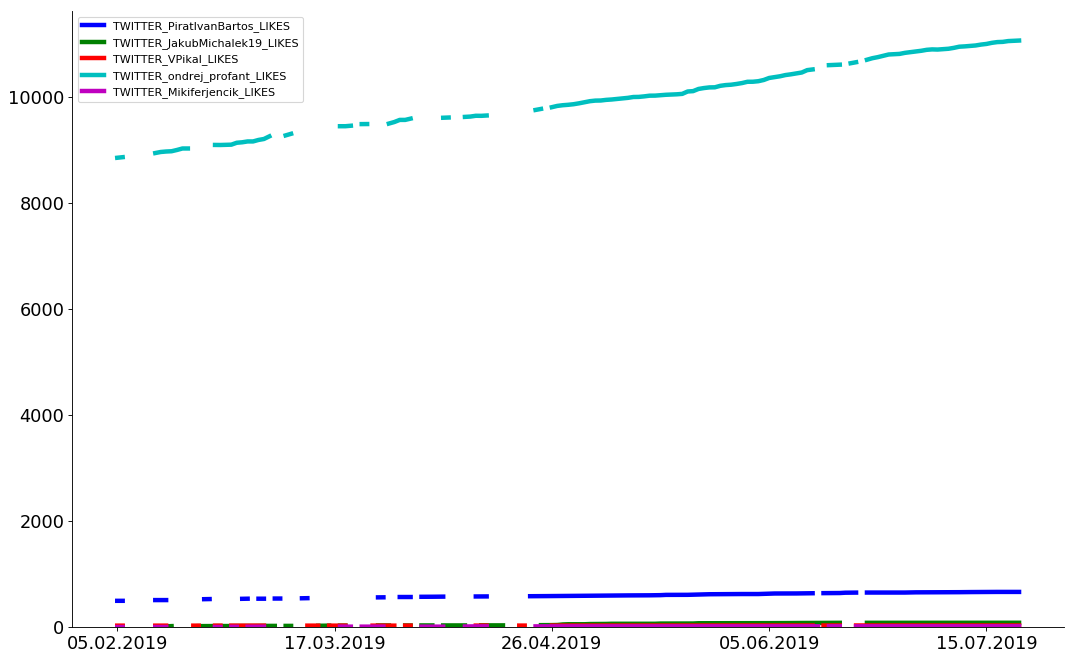 TWITTER_PiratIvanBartos_LIKES
TWITTER_JakubMichalek19_LIKES
TWITTER_VPikal_LIKES
TWITTER_ondrej_profant_LIKES
TWITTER_Mikiferjencik_LIKES
10000
8000
6000
4000
2000
0
05.02.2019 17.03.2019 26.04.2019 05.06.2019 15.07.2019